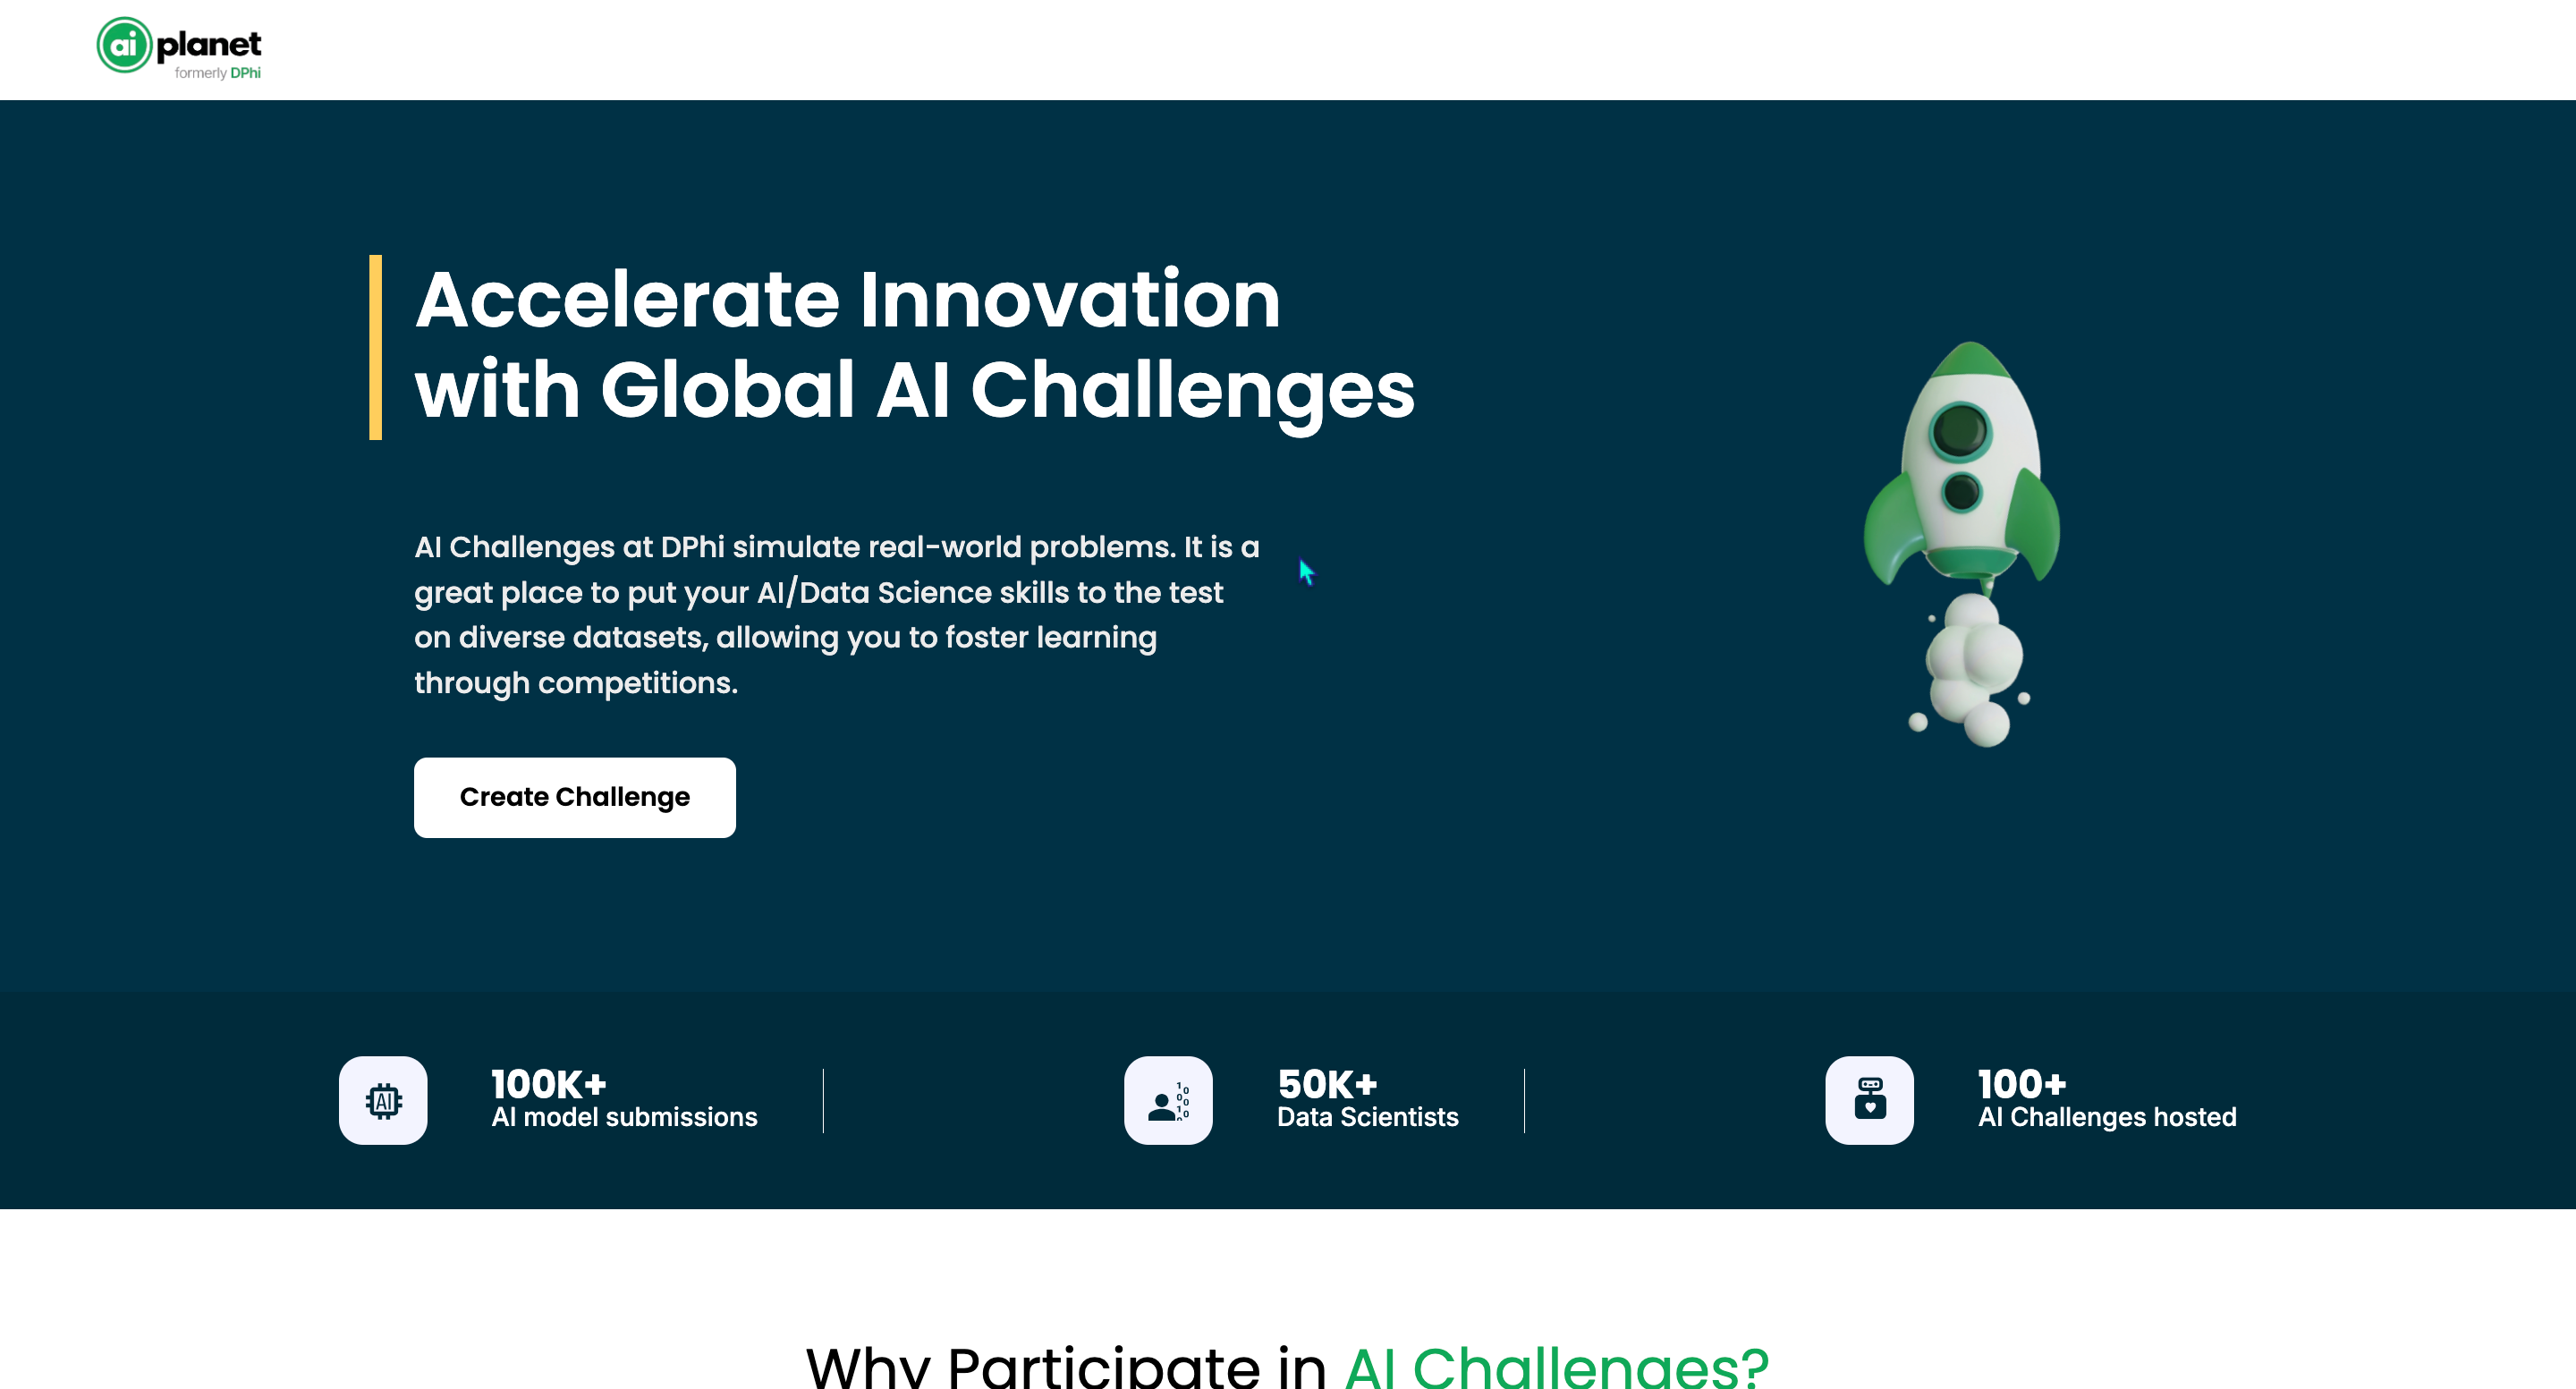 ai planet
formerly DPhi
Accelerate Innovation
with Global AI Challenges
AI Challenges at DPhi simulate real-world problems. It is a
great place to put your AI/Data Science skills to the test
on diverse datasets, allowing you to foster learning
through competitions.
Create Challenge
AI
100K+
AI model submissions
50K+
Data Scientists
100+
AI Challenges hosted
Why Participate in AI Challenges?